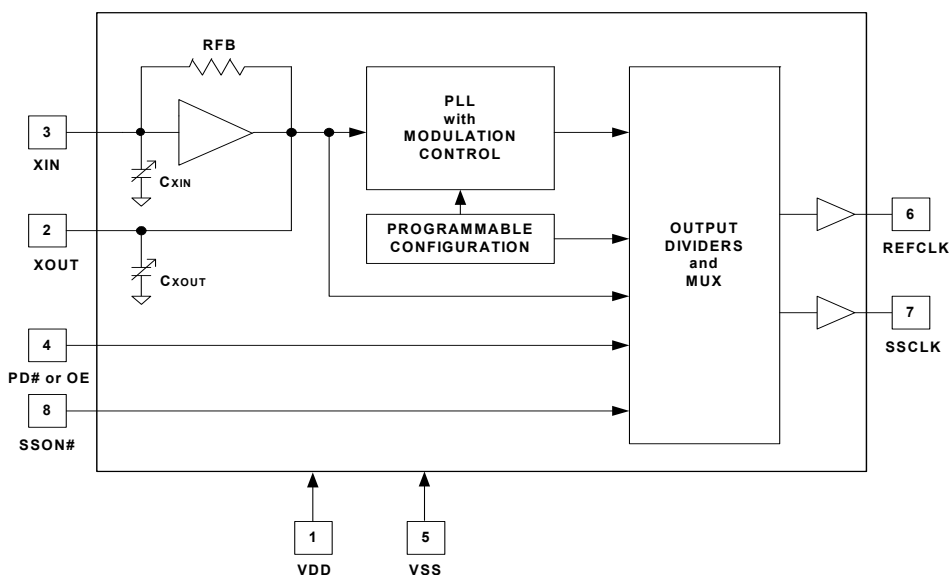 RFB
PLL
with
MODULATION
CONTROL
3
XIN
CXIN
2
XOUT
CXOUT
PROGRAMMABLE
CONFIGURATION
OUTPUT
DIVIDERS
and
MUX
6
REFCLK
7
SSCLK
4
PD# or OE
8
SSON#
1
VDD
5
VSS